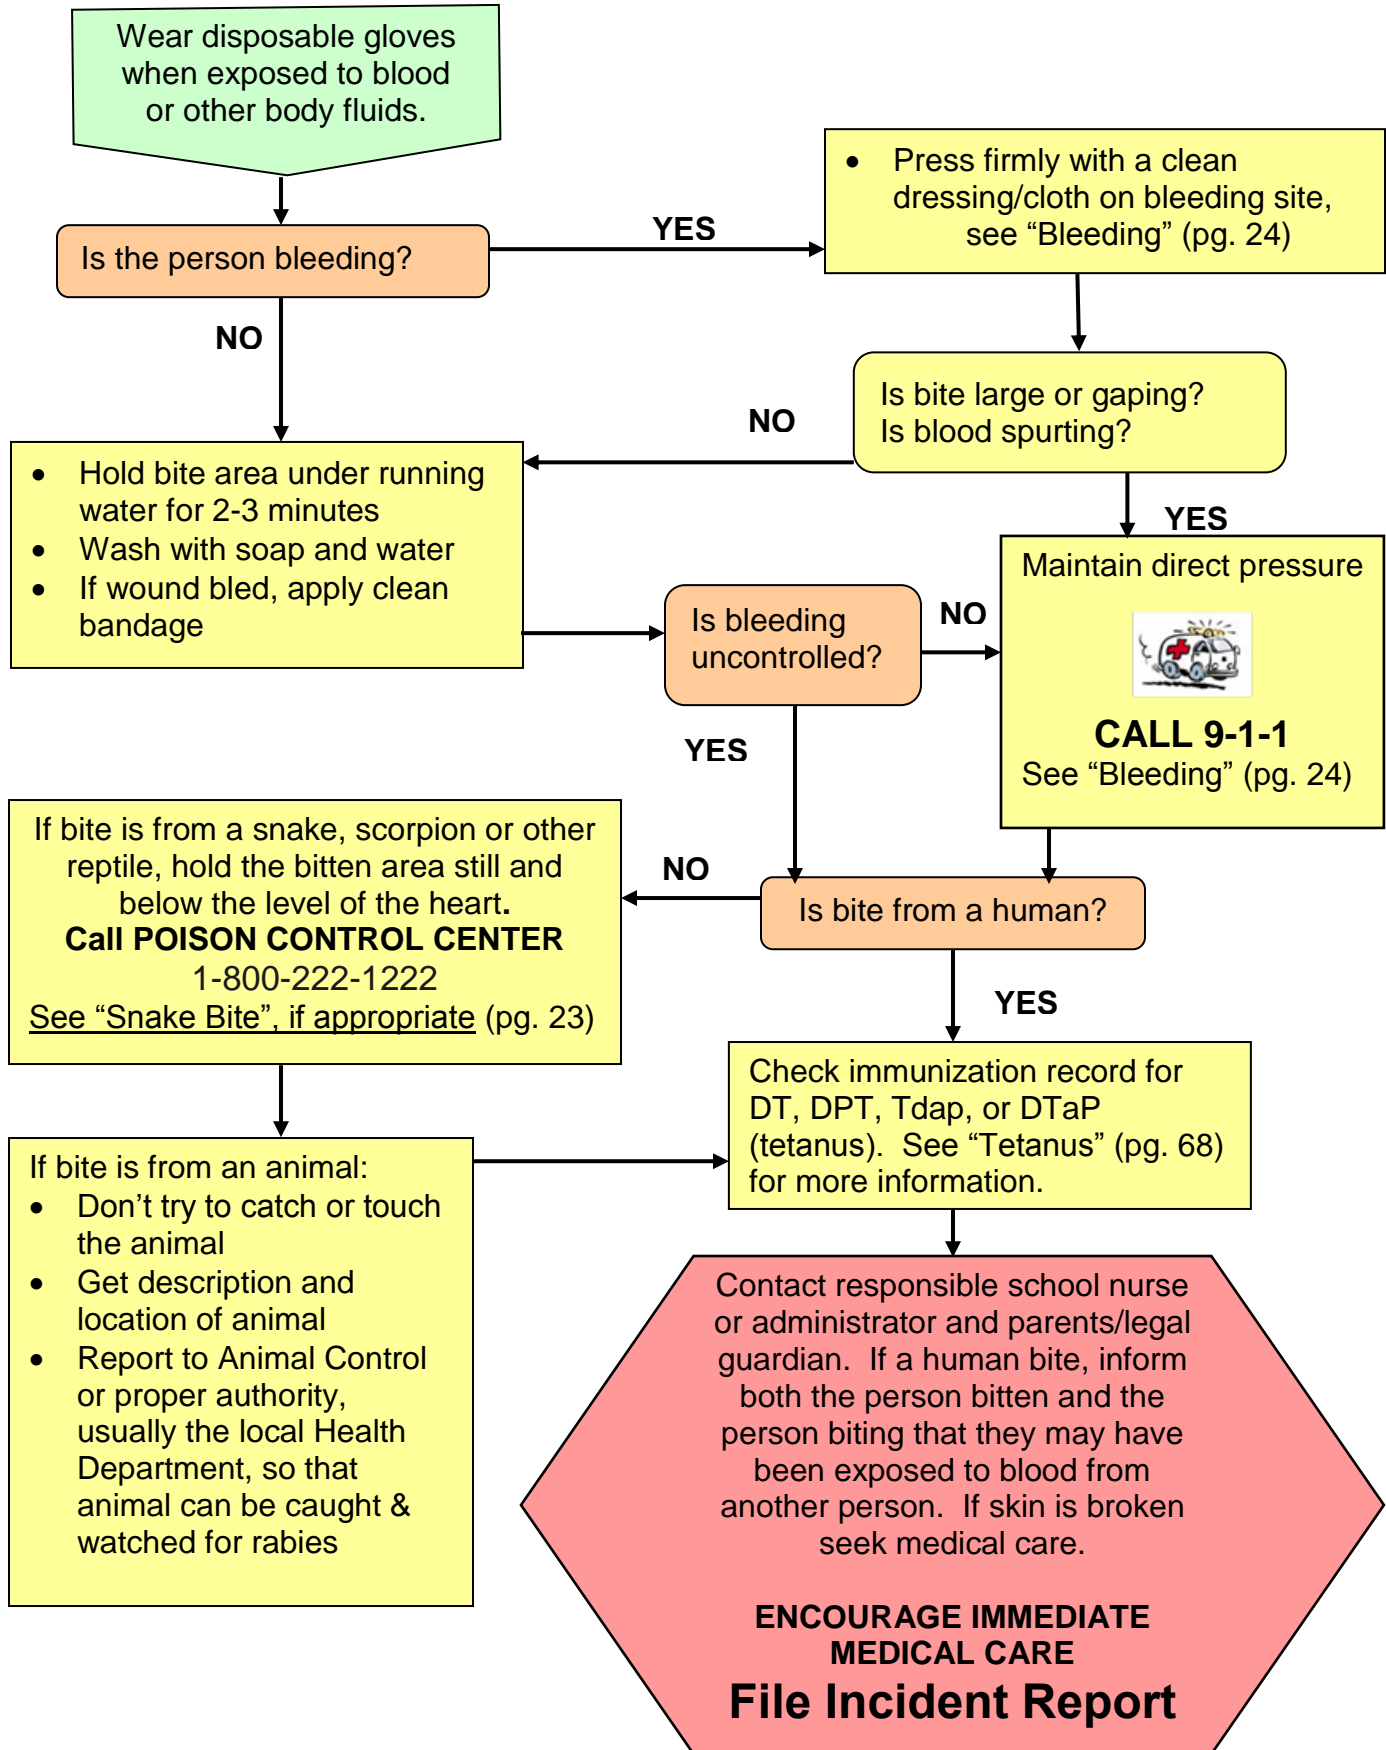 Wear disposable gloves
when exposed to blood
or other body fluids.
• Press firmly with a clean
dressing/cloth on bleeding site,
see “Bleeding” (pg. 24)
YES
Is the person bleeding?
NO
Is bite large or gaping?
Is blood spurting?
NO
• Hold bite area under running
water for 2-3 minutes
• Wash with soap and water
• If wound bled, apply clean
bandage
YES
Maintain direct pressure
CALL 9-1-1
See “Bleeding” (pg. 24)
Is bleeding
uncontrolled?
NO
YES
If bite is from a snake, scorpion or other
reptile, hold the bitten area still and
below the level of the heart.
Call POISON CONTROL CENTER
1-800-222-1222
See “Snake Bite”, if appropriate (pg. 23)
NO
Is bite from a human?
YES
Check immunization record for
DT, DPT, Tdap, or DTaP
(tetanus).  See “Tetanus” (pg. 68)
for more information.
If bite is from an animal:
• Don’t try to catch or touch
the animal
• Get description and
location of animal
• Report to Animal Control
or proper authority,
usually the local Health
Department, so that
animal can be caught &
watched for rabies
Contact responsible school nurse
or administrator and parents/legal
guardian.  If a human bite, inform
both the person bitten and the
person biting that they may have
been exposed to blood from
another person.  If skin is broken
seek medical care.
ENCOURAGE IMMEDIATE
MEDICAL CARE
File Incident Report